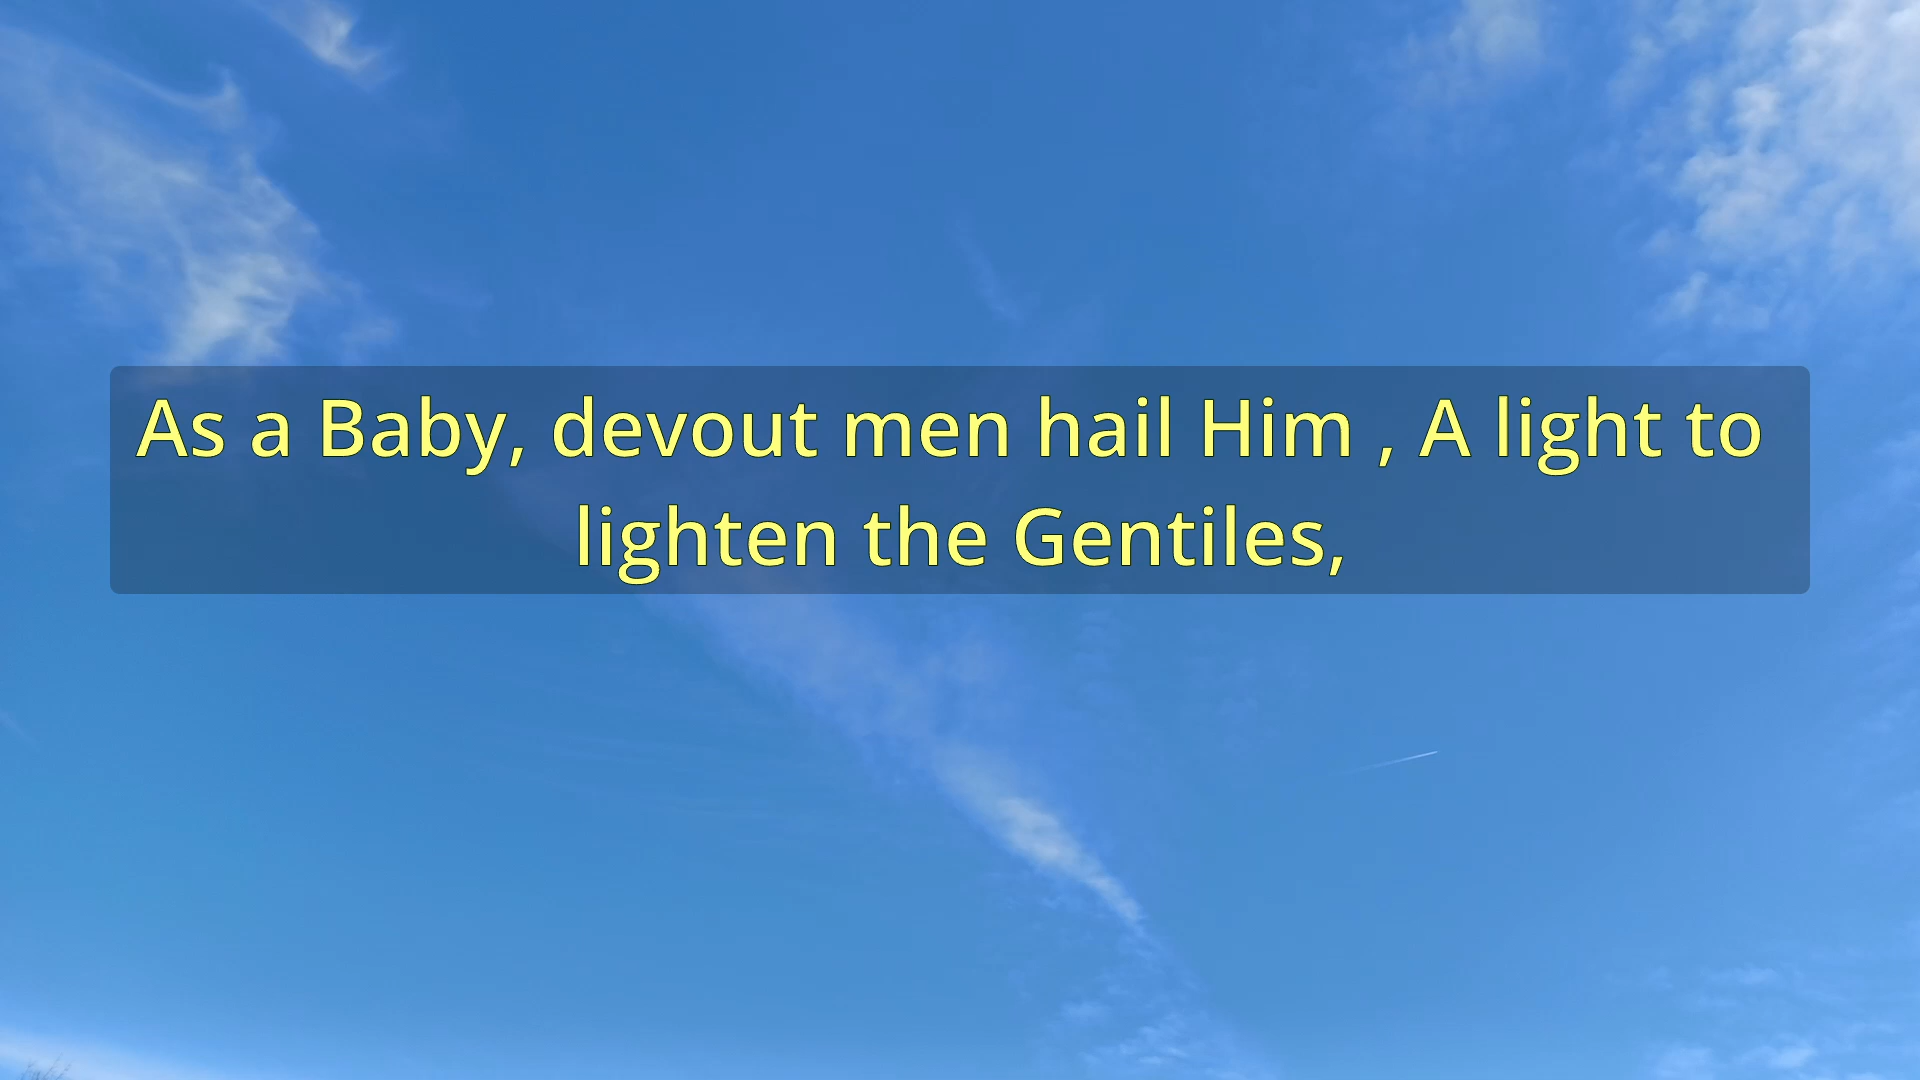 As a Baby, devout men hail Him , A light to
lighten the Gentiles,